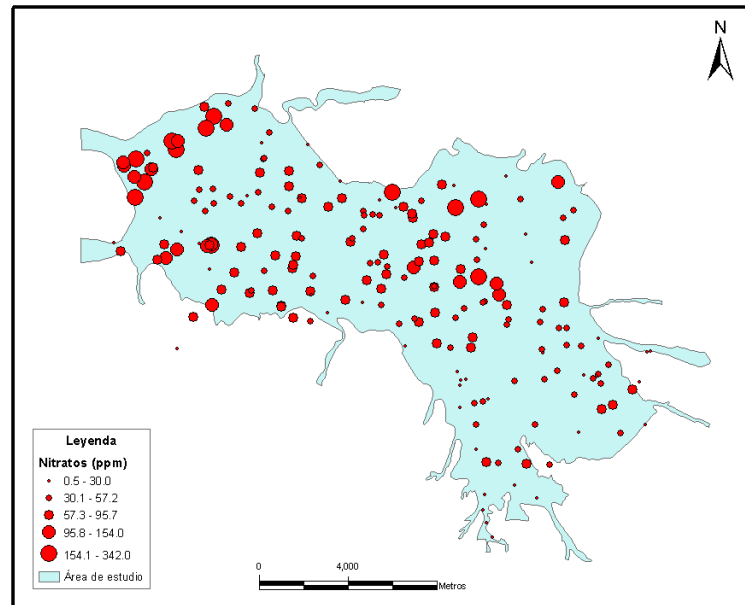 N
Leyenda
Nitratos (ppm)
0.5 - 30.0
30.1 - 57.2
57.3 - 95.7
95.8 - 154.0
154.1 - 342.0
Área de estudio
0 4,000
Metros